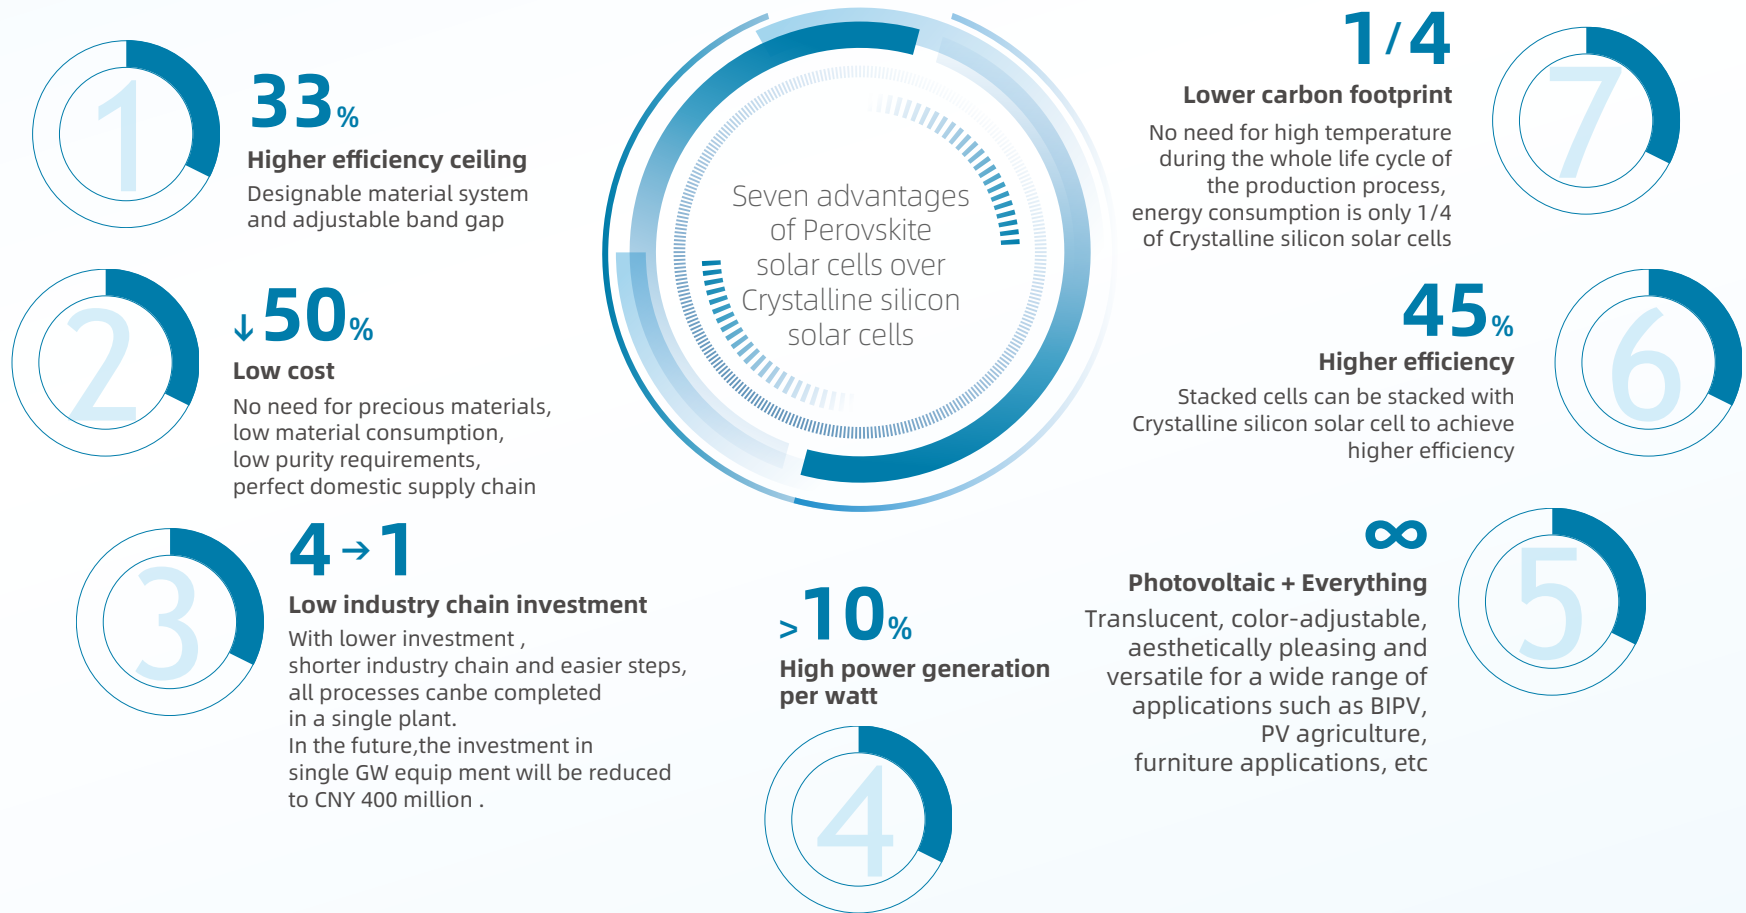 Seven advantages
of Perovskite
solar cells over
Crystalline silicon
solar cells
1
33%
Higher efficiency ceiling
Designable material system
and adjustable band gap
2
↓50%
Low cost
No need for precious materials,
low material consumption,
low purity requirements,
perfect domestic supply chain
3
4→1
Low industry chain investment
With lower investment ,
shorter industry chain and easier steps,
all processes canbe completed
in a single plant.
In the future,the investment in
single GW equip ment will be reduced
to CNY 400 million .
>10%
High power generation
per watt
4
∞
Photovoltaic + Everything
Translucent, color-adjustable,
aesthetically pleasing and
versatile for a wide range of
applications such as BIPV,
PV agriculture,
furniture applications, etc
5
45%
Higher efficiency
Stacked cells can be stacked with
Crystalline silicon solar cell to achieve
higher efficiency
6
1/4
Lower carbon footprint
No need for high temperature
during the whole life cycle of
the production process,
energy consumption is only 1/4
of Crystalline silicon solar cells
7